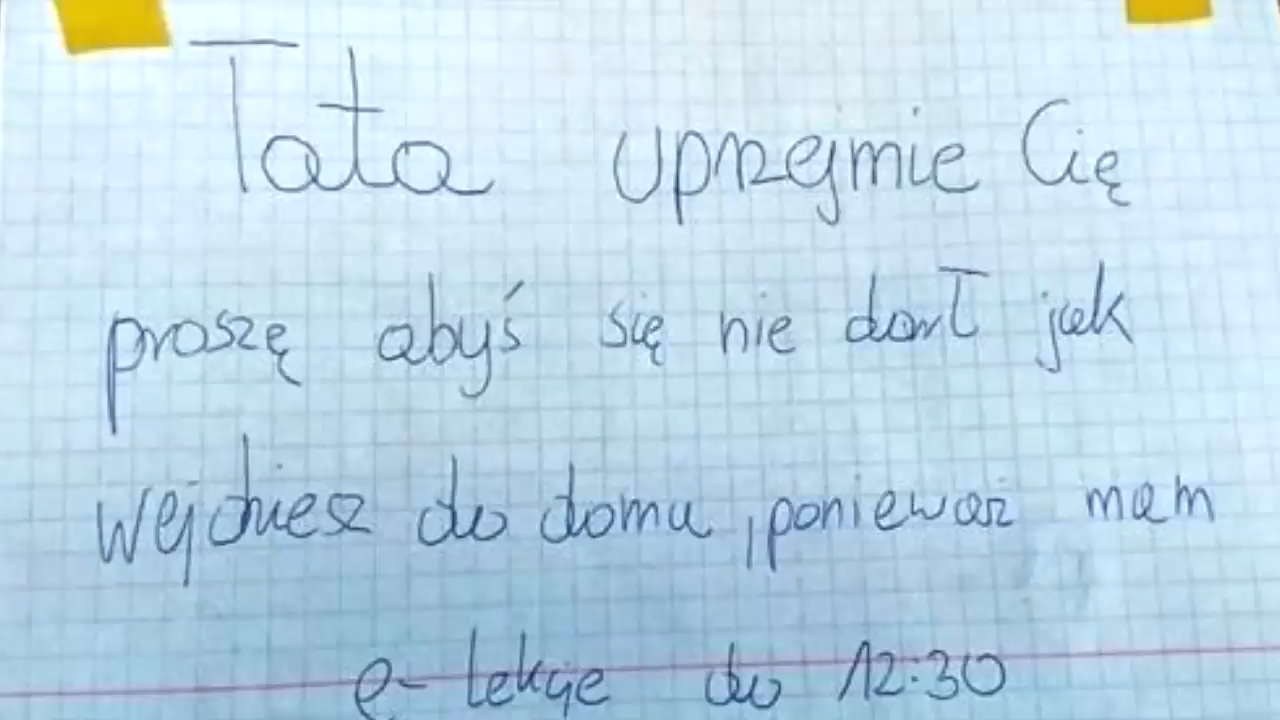 Tata uprzejmie Cię
proszę abyś się nie darł jak
wejdziesz do domu, ponieważ mam
e-lekcje do 12:30